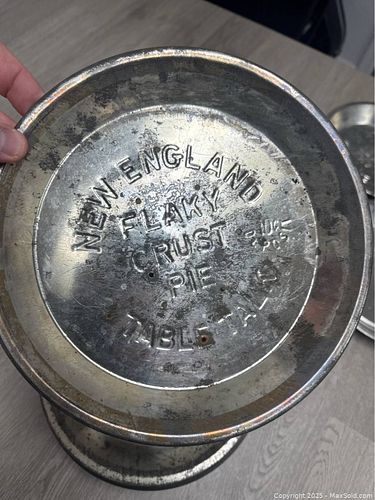 NEW ENGLAND
FLAKY
CRUST
PIE
TABLE TALK
Copyright 2025 - MaxSold.com